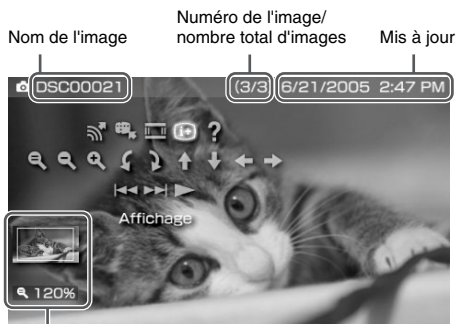 Nom de l'image
Numéro de l'image/
nombre total d'images
Mis à jour
DSC00021
(3/3)
6/21/2005 2:47 PM
Affichage
120%